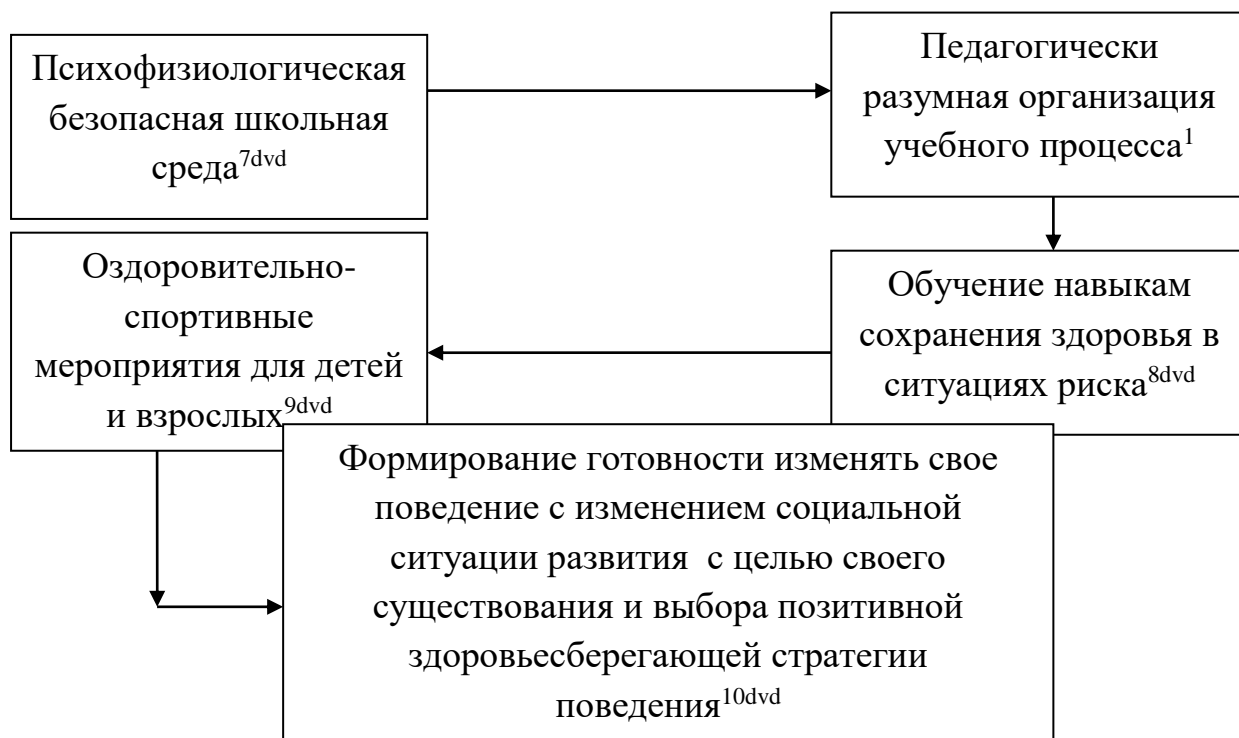 Психофизиологическая
безопасная школьная
среда7dvd
Педагогически
разумная организация
учебного процесса1
Оздоровительно-
спортивные
мероприятия для детей
и взрослых9dvd
Обучение навыкам
сохранения здоровья в
ситуациях риска8dvd
Формирование готовности изменять свое
поведение с изменением социальной
ситуации развития  с целью своего
существования и выбора позитивной
здоровьесберегающей стратегии
поведения10dvd